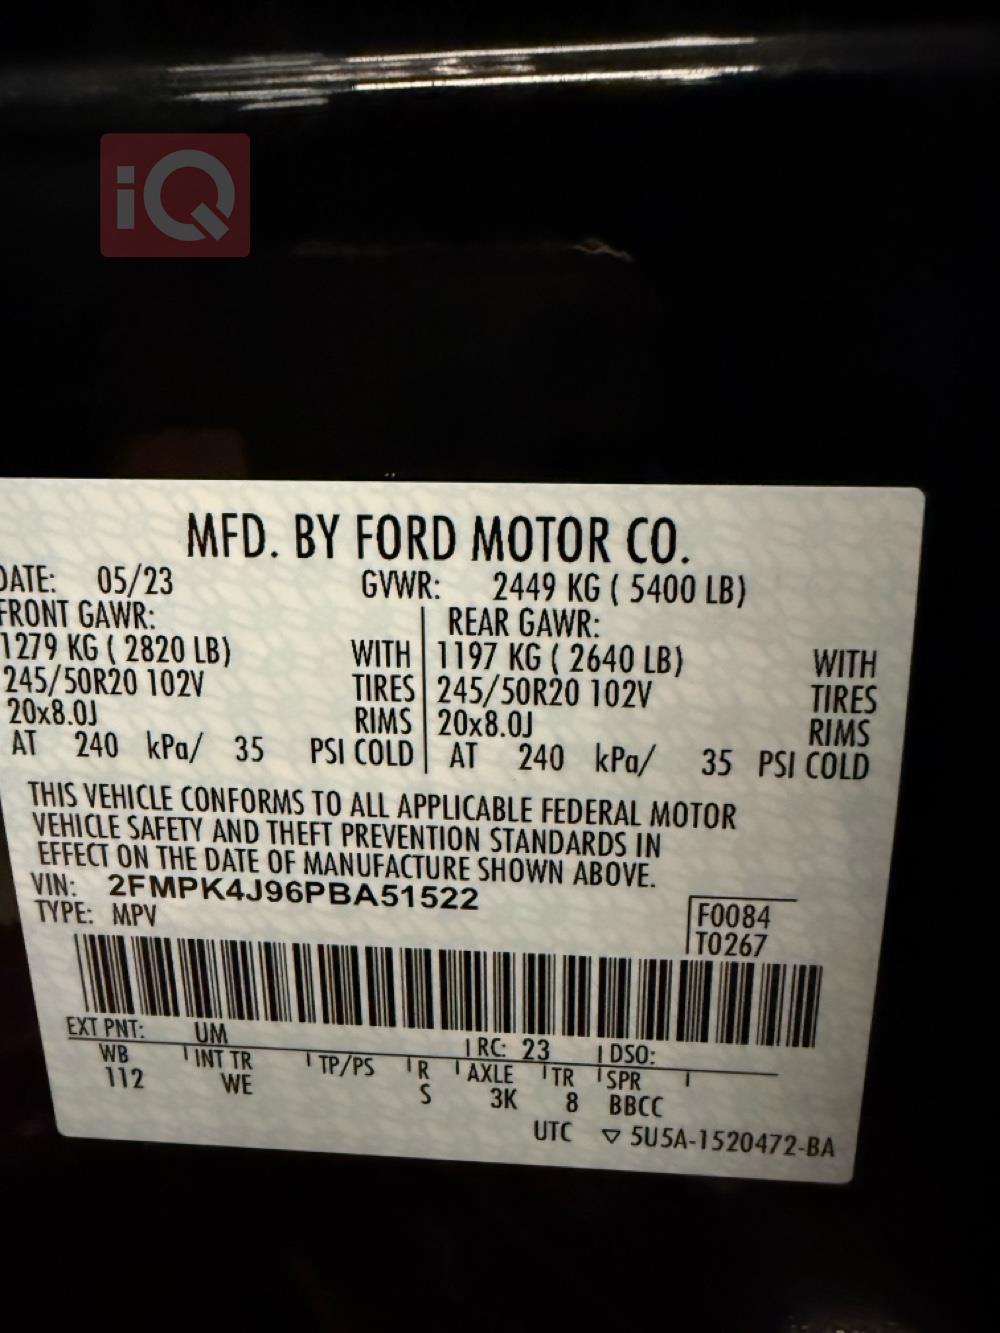 iQ
MFD. BY FORD MOTOR CO.
DATE: 05/23 GVWR: 2449 KG ( 5400 LB)
FRONT GAWR: REAR GAWR:
1279 KG ( 2820 LB) WITH 1197 KG ( 2640 LB) WITH
245/50R20 102V TIRES 245/50R20 102V TIRES
20x8.0J RIMS 20x8.0J RIMS
AT 240 kPa/ 35 PSI COLD AT 240 kPa/ 35 PSI COLD
THIS VEHICLE CONFORMS TO ALL APPLICABLE FEDERAL MOTOR
VEHICLE SAFETY AND THEFT PREVENTION STANDARDS IN
EFFECT ON THE DATE OF MANUFACTURE SHOWN ABOVE.
VIN: 2FMPK4J96PBA51522
TYPE: MPV F0084
T0267
EXT PNT: UM RC: 23 DSO:
WB INT TR TP/PS R AXLE TR SPR
112 WE S 3K 8 BBCC
UTC ▽ 5U5A-1520472-BA